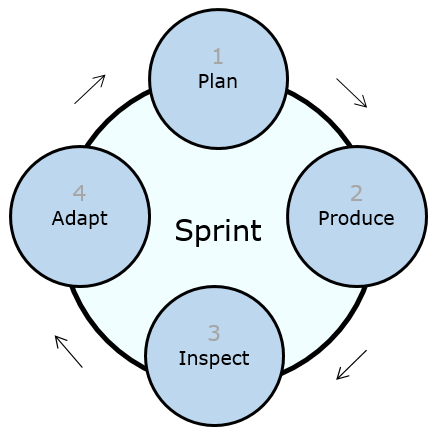 1
Plan
2
Produce
3
Inspect
4
Adapt
Sprint